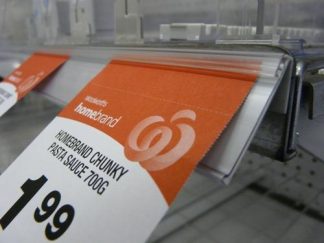 woolworths
homebrand
HOMEBRAND CHUNKY
PASTA SAUCE 700G
1 99